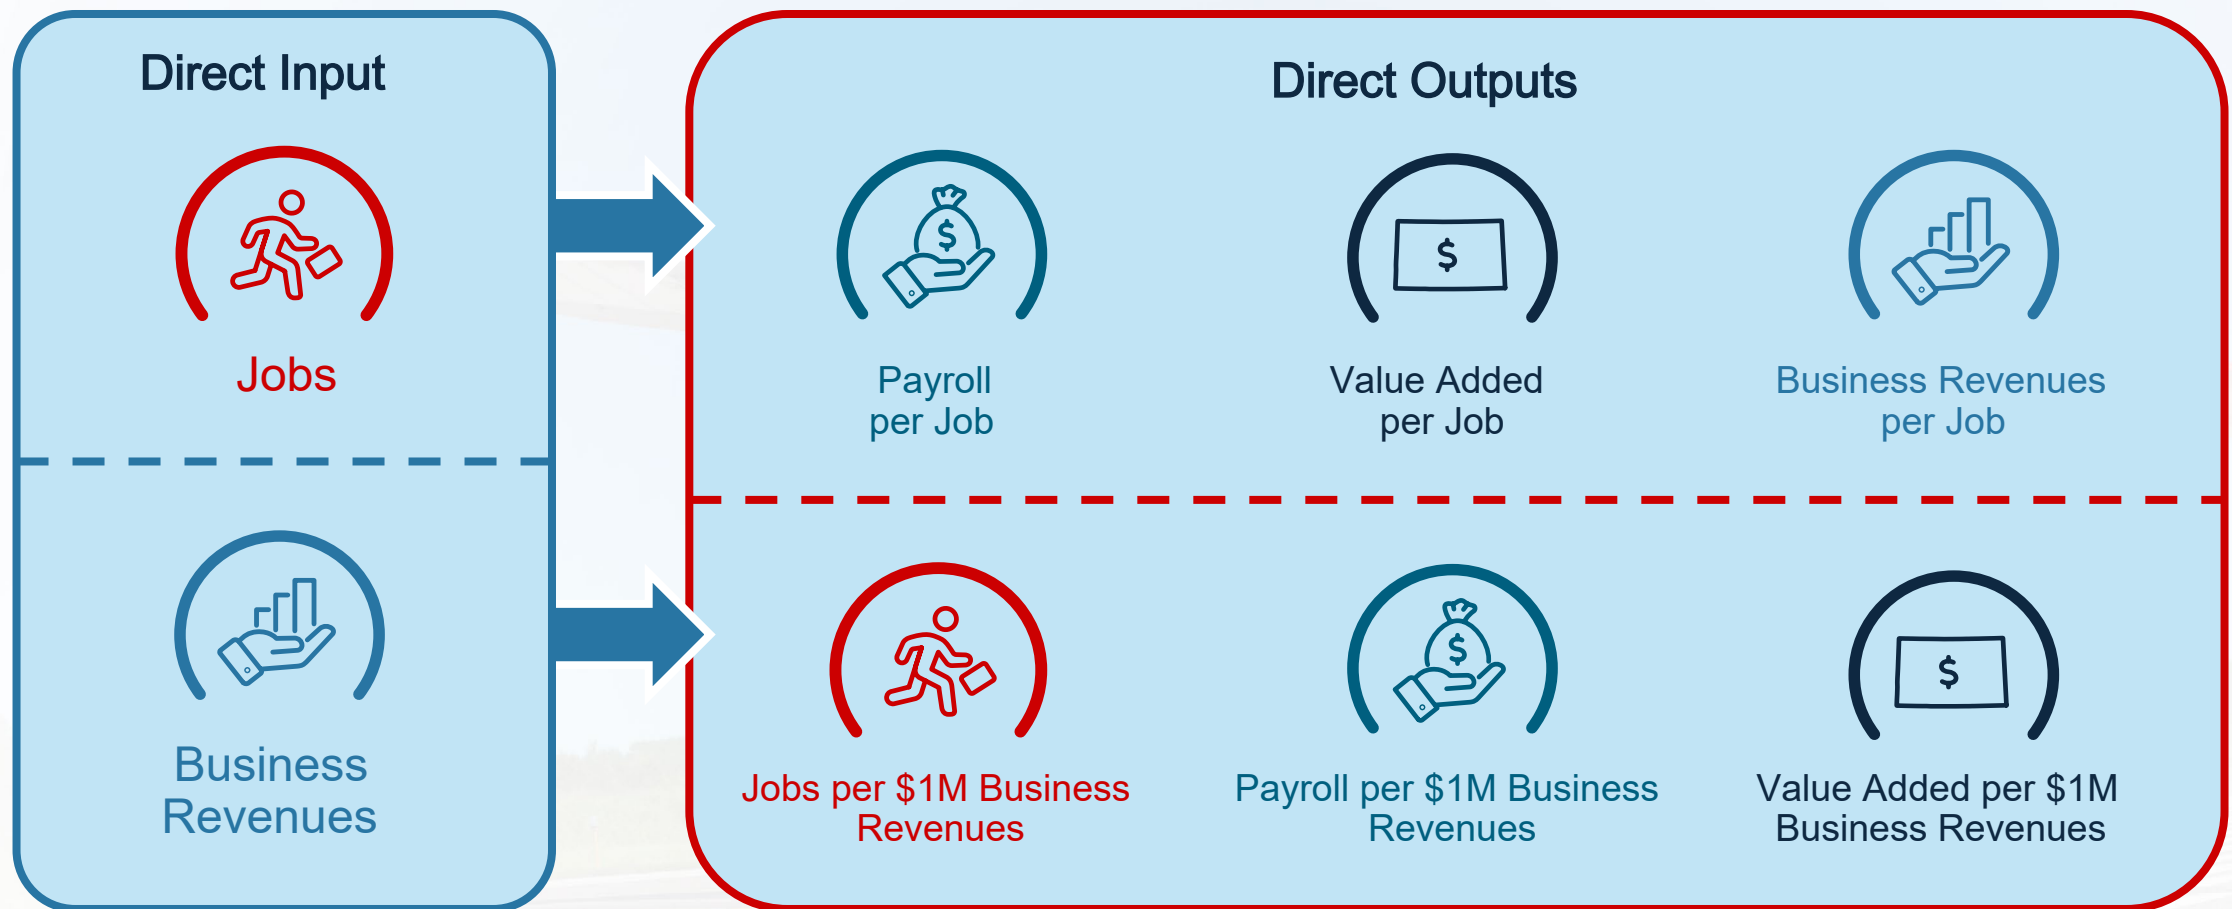 Direct Input
Jobs
Business
Revenues
Direct Outputs
$
Payroll
per Job
$
Value Added
per Job
Business Revenues
per Job
Jobs per $1M Business
Revenues
$
Payroll per $1M Business
Revenues
$
Value Added per $1M
Business Revenues